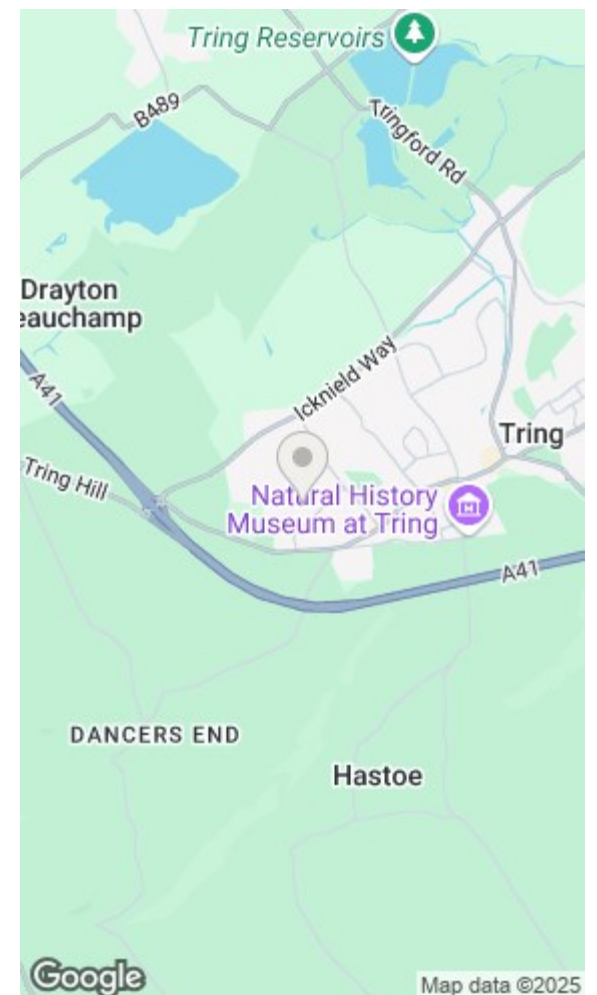 Tring Reservoirs
B489
Tringford Rd
Drayton
eauchamp
Icknield Way
A41
Tring
Tring Hill
Natural History
Museum at Tring
A41
DANCERS END
Hastoe
Google
Map data ©2025